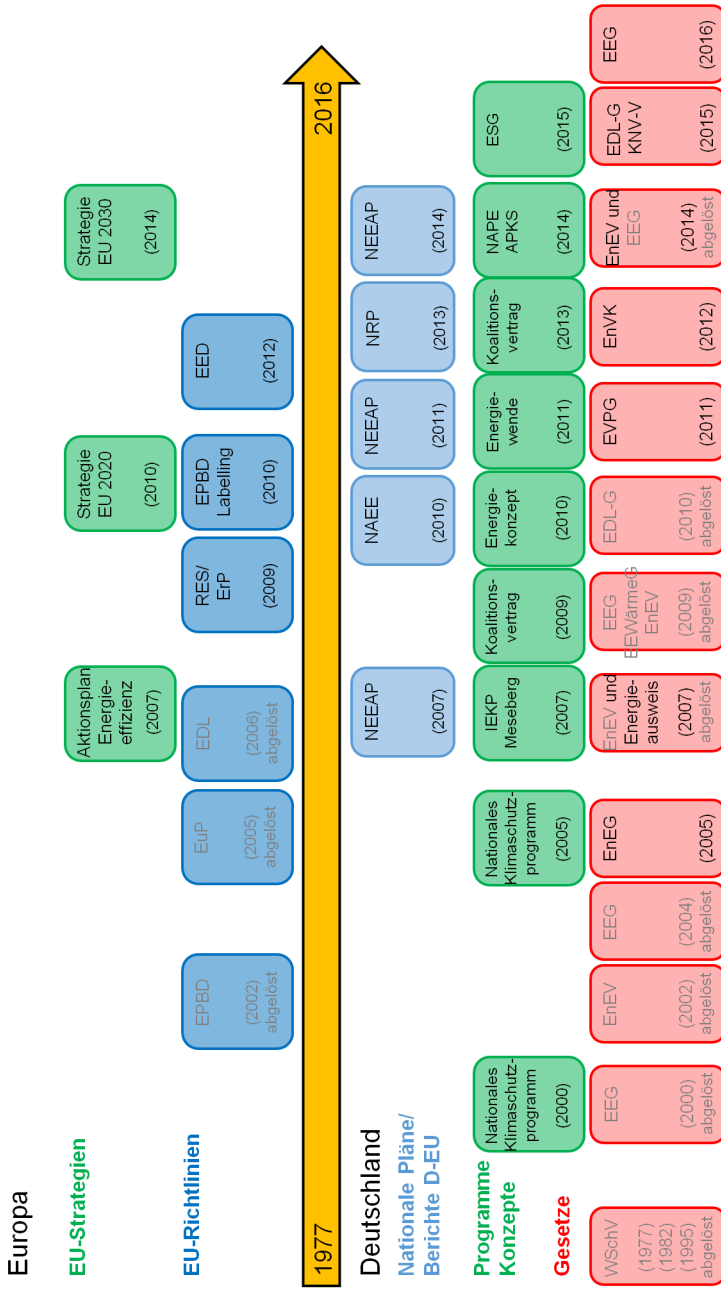 Europa
EU-Strategien
Aktionsplan
Energie-
effizienz
(2007)
Strategie
EU 2020
(2010)
Strategie
EU 2030
(2014)
EU-Richtlinien
EPBD
(2002)
abgelöst
EuP
(2005)
abgelöst
EDL
(2006)
abgelöst
RES/
ErP
(2009)
EPBD
Labelling
(2010)
EED
(2012)
1977
2016
Deutschland
Nationale Pläne/
Berichte D-EU
NEEAP
(2007)
NAEE
(2010)
NEEAP
(2011)
NRP
(2013)
NEEAP
(2014)
Programme
Konzepte
Nationales
Klimaschutz-
programm
(2000)
Nationales
Klimaschutz-
programm
(2005)
IEKP
Meseberg
(2007)
Koalitions-
vertrag
(2009)
Energie-
konzept
(2010)
Energie-
wende
(2011)
Koalitions-
vertrag
(2013)
NAPE
APKS
(2014)
ESG
(2015)
Gesetze
WSchV
(1977)
(1982)
(1995)
abgelöst
EEG
(2000)
abgelöst
EnEV
(2002)
abgelöst
EEG
(2004)
abgelöst
EnEG
(2005)
EnEV und
Energie-
ausweis
(2007)
abgelöst
EEG
EEWärmeG
EnEV
(2009)
abgelöst
EDL-G
(2010)
abgelöst
EVPG
(2011)
EnVK
(2012)
EnEV und
EEG
(2014)
abgelöst
EDL-G
KNV-V
(2015)
EEG
(2016)